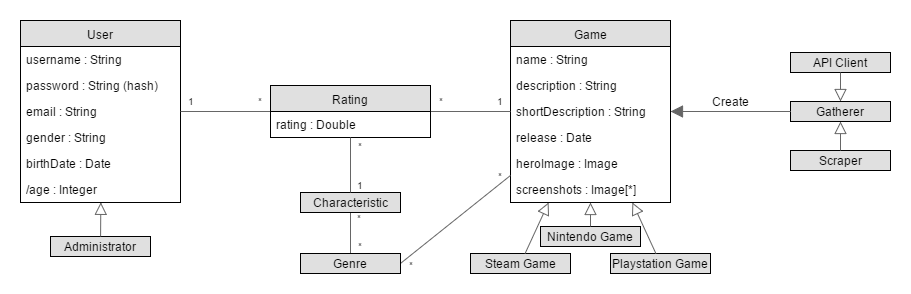 User
username : String
password : String (hash)
email : String
gender : String
birthDate : Date
/age : Integer
Administrator
1
*
Rating
rating : Double
*
1
*
1
Characteristic
*
*
Genre
*
*
Game
name : String
description : String
shortDescription : String
release : Date
heroImage : Image
screenshots : Image[*]
Steam Game
Nintendo Game
Playstation Game
Create
API Client
Gatherer
Scraper